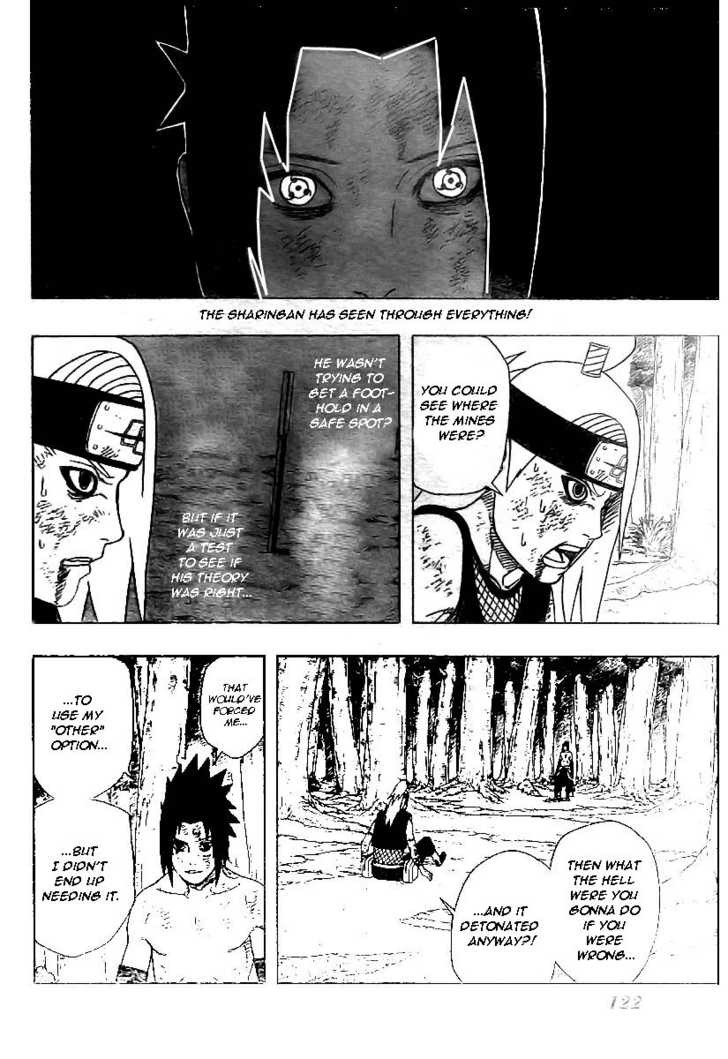 THE SHARINGAN HAS SEEN THROUGH EVERYTHING!
YOU COULD
SEE WHERE
THE MINES
WERE?
HE WASN'T
TRYING TO
GET A FOOT-
HOLD IN A
SAFE SPOT?
BUT IF IT
WAS JUST
A TEST
TO SEE IF
HIS THEORY
WAS RIGHT...
THEN WHAT
THE HELL
WERE YOU
GONNA DO
IF YOU
WERE
WRONG...
...AND IT
DETONATED
ANYWAY?!
THAT
WOULD'VE
FORCED
ME...
...TO
USE MY
"OTHER"
OPTION...
...BUT
I DIDN'T
END UP
NEEDING IT.
122